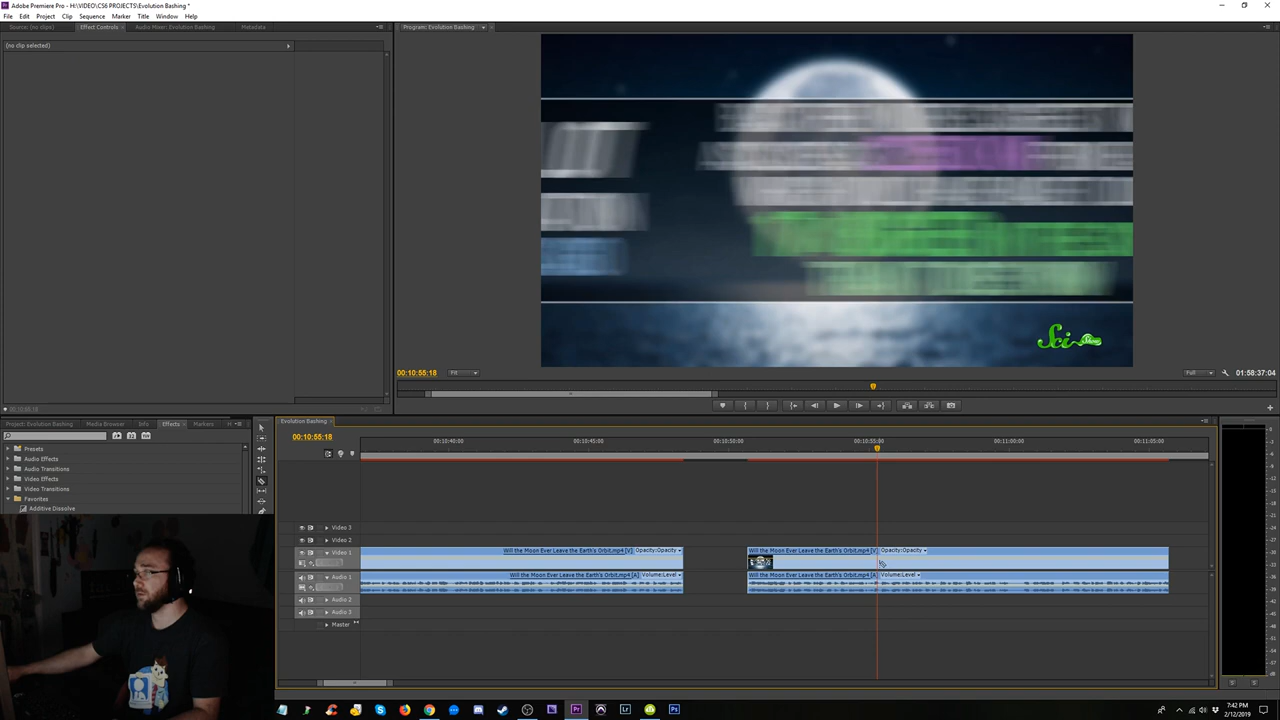 Adobe Premiere Pro - H:\VIDEO\CS6 PROJECTS\Evolution Bashing *
File Edit Project Clip Sequence Marker Title Window Help
Source: (no clips) Effect Controls Audio Mixer: Evolution Bashing Metadata
Program: Evolution Bashing
(no clip selected)
Sci Show
00:10:55:18 Fit Full 01:58:37:04
00:10:55:18
Project: Evolution Bashing Media Browser Info Effects Markers
Evolution Bashing
00:10:55:18
00:10:40:00 00:10:45:00 00:10:50:00 00:10:55:00 00:11:00:00 00:11:05:00
Presets
Audio Effects
Audio Transitions
Video Effects
Video Transitions
Favorites
Additive Dissolve
Video 3
Video 2
Video 1
Will the Moon Ever Leave the Earth's Orbit.mp4 [V] Opacity:Opacity
Will the Moon Ever Leave the Earth's Orbit.mp4 [V] Opacity:Opacity
Audio 1
Will the Moon Ever Leave the Earth's Orbit.mp4 [A] Volume:Level
Will the Moon Ever Leave the Earth's Orbit.mp4 [A] Volume:Level
Audio 2
Audio 3
Master
7:42 PM
2/12/2019